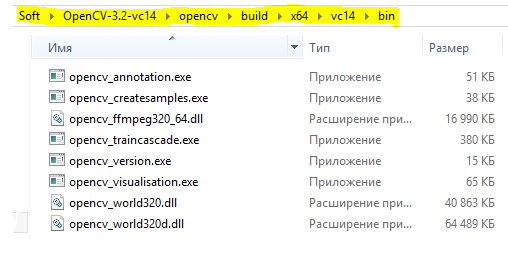 Soft OpenCV-3.2-vc14 opencv build x64 vc14 bin
Имя Тип Размер
opencv_annotation.exe Приложение 51 КБ
opencv_createsamples.exe Приложение 38 КБ
opencv_ffmpeg320_64.dll Расширение при... 16 990 КБ
opencv_traincascade.exe Приложение 380 КБ
opencv_version.exe Приложение 15 КБ
opencv_visualisation.exe Приложение 65 КБ
opencv_world320.dll Расширение при... 40 863 КБ
opencv_world320d.dll Расширение при... 64 489 КБ